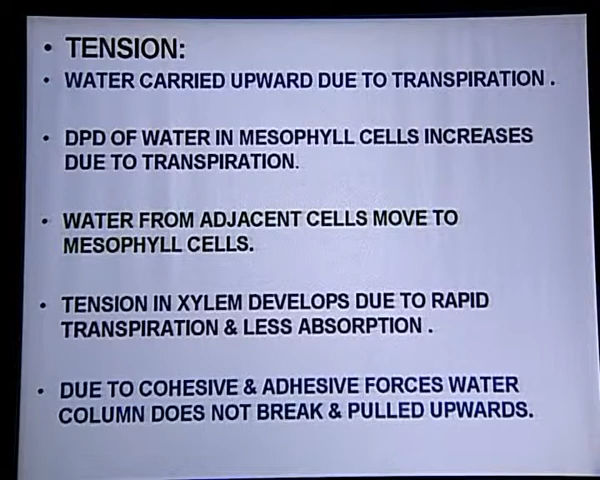 • TENSION:
• WATER CARRIED UPWARD DUE TO TRANSPIRATION .
• DPD OF WATER IN MESOPHYLL CELLS INCREASES
DUE TO TRANSPIRATION.
• WATER FROM ADJACENT CELLS MOVE TO
MESOPHYLL CELLS.
• TENSION IN XYLEM DEVELOPS DUE TO RAPID
TRANSPIRATION & LESS ABSORPTION .
• DUE TO COHESIVE & ADHESIVE FORCES WATER
COLUMN DOES NOT BREAK & PULLED UPWARDS.